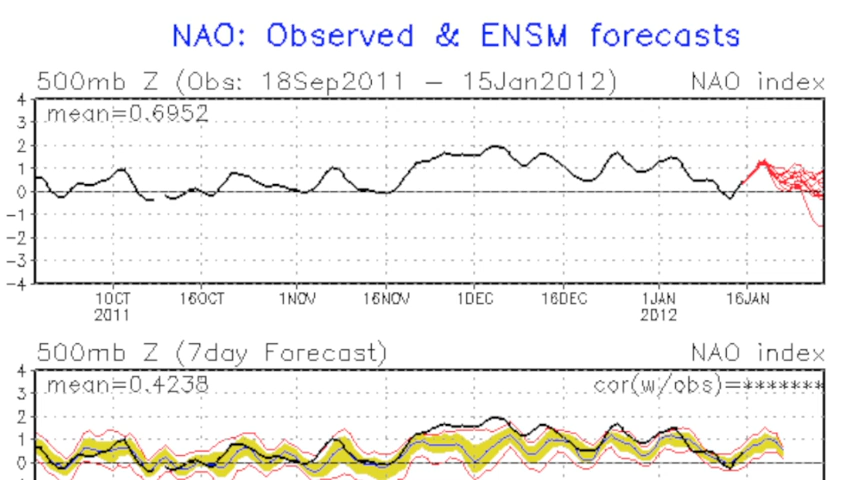 NAO: Observed & ENSM forecasts
500mb Z (Obs: 18Sep2011 – 15Jan2012) NAO index
mean=0.6952
4
3
2
1
0
-1
-2
-3
-4
1OCT 16OCT 1NOV 16NOV 1DEC 16DEC 1JAN 16JAN
2011 2012
500mb Z (7day Forecast) NAO index
mean=0.4238 cor(w/obs)=*******
4
3
2
1
0